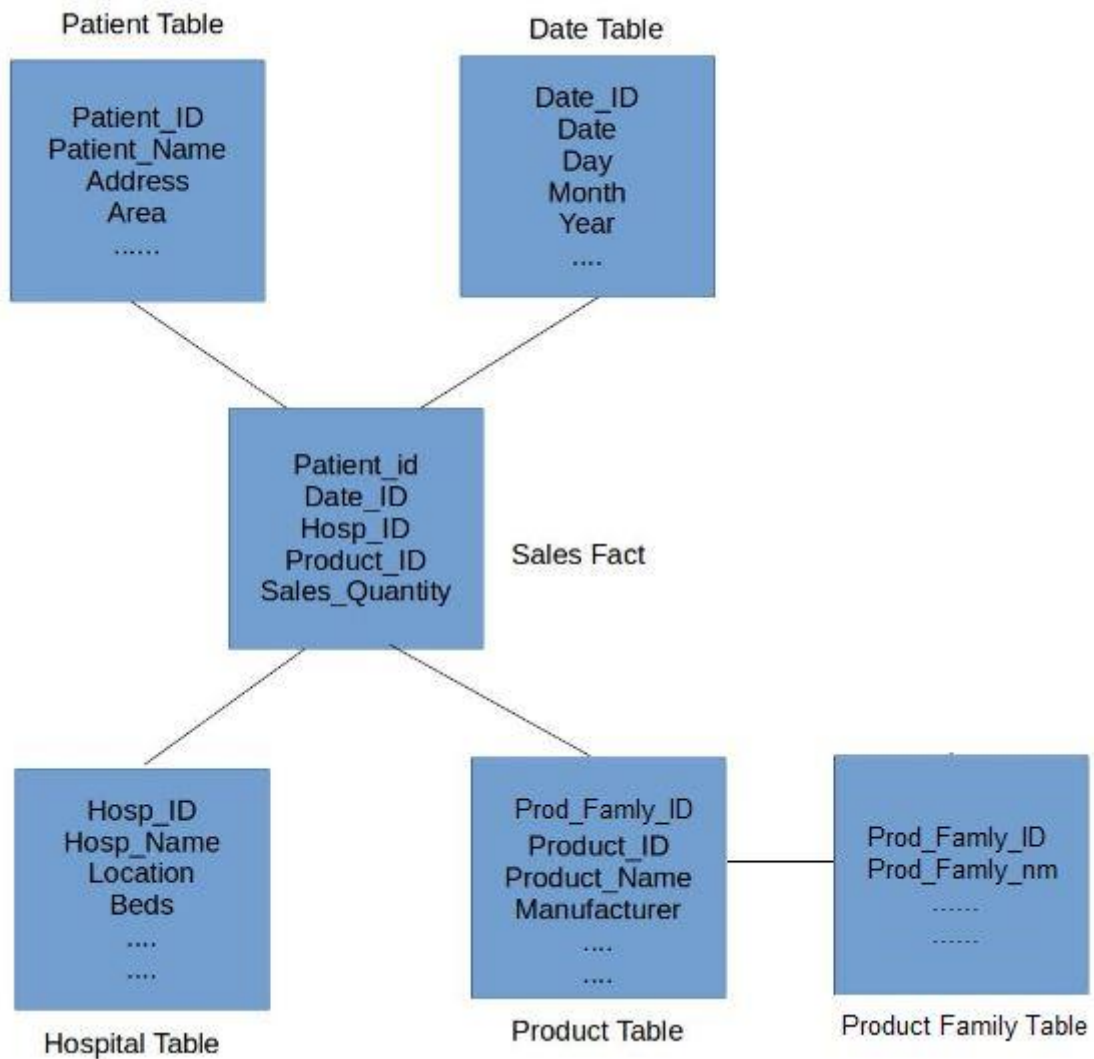 Patient Table
Patient_ID
Patient_Name
Address
Area
......
Date Table
Date_ID
Date
Day
Month
Year
....
Patient_id
Date_ID
Hosp_ID
Product_ID
Sales_Quantity
Sales Fact
Hosp_ID
Hosp_Name
Location
Beds
....
....
Hospital Table
Prod_Famly_ID
Product_ID
Product_Name
Manufacturer
....
....
Product Table
Prod_Famly_ID
Prod_Famly_nm
------
------
Product Family Table